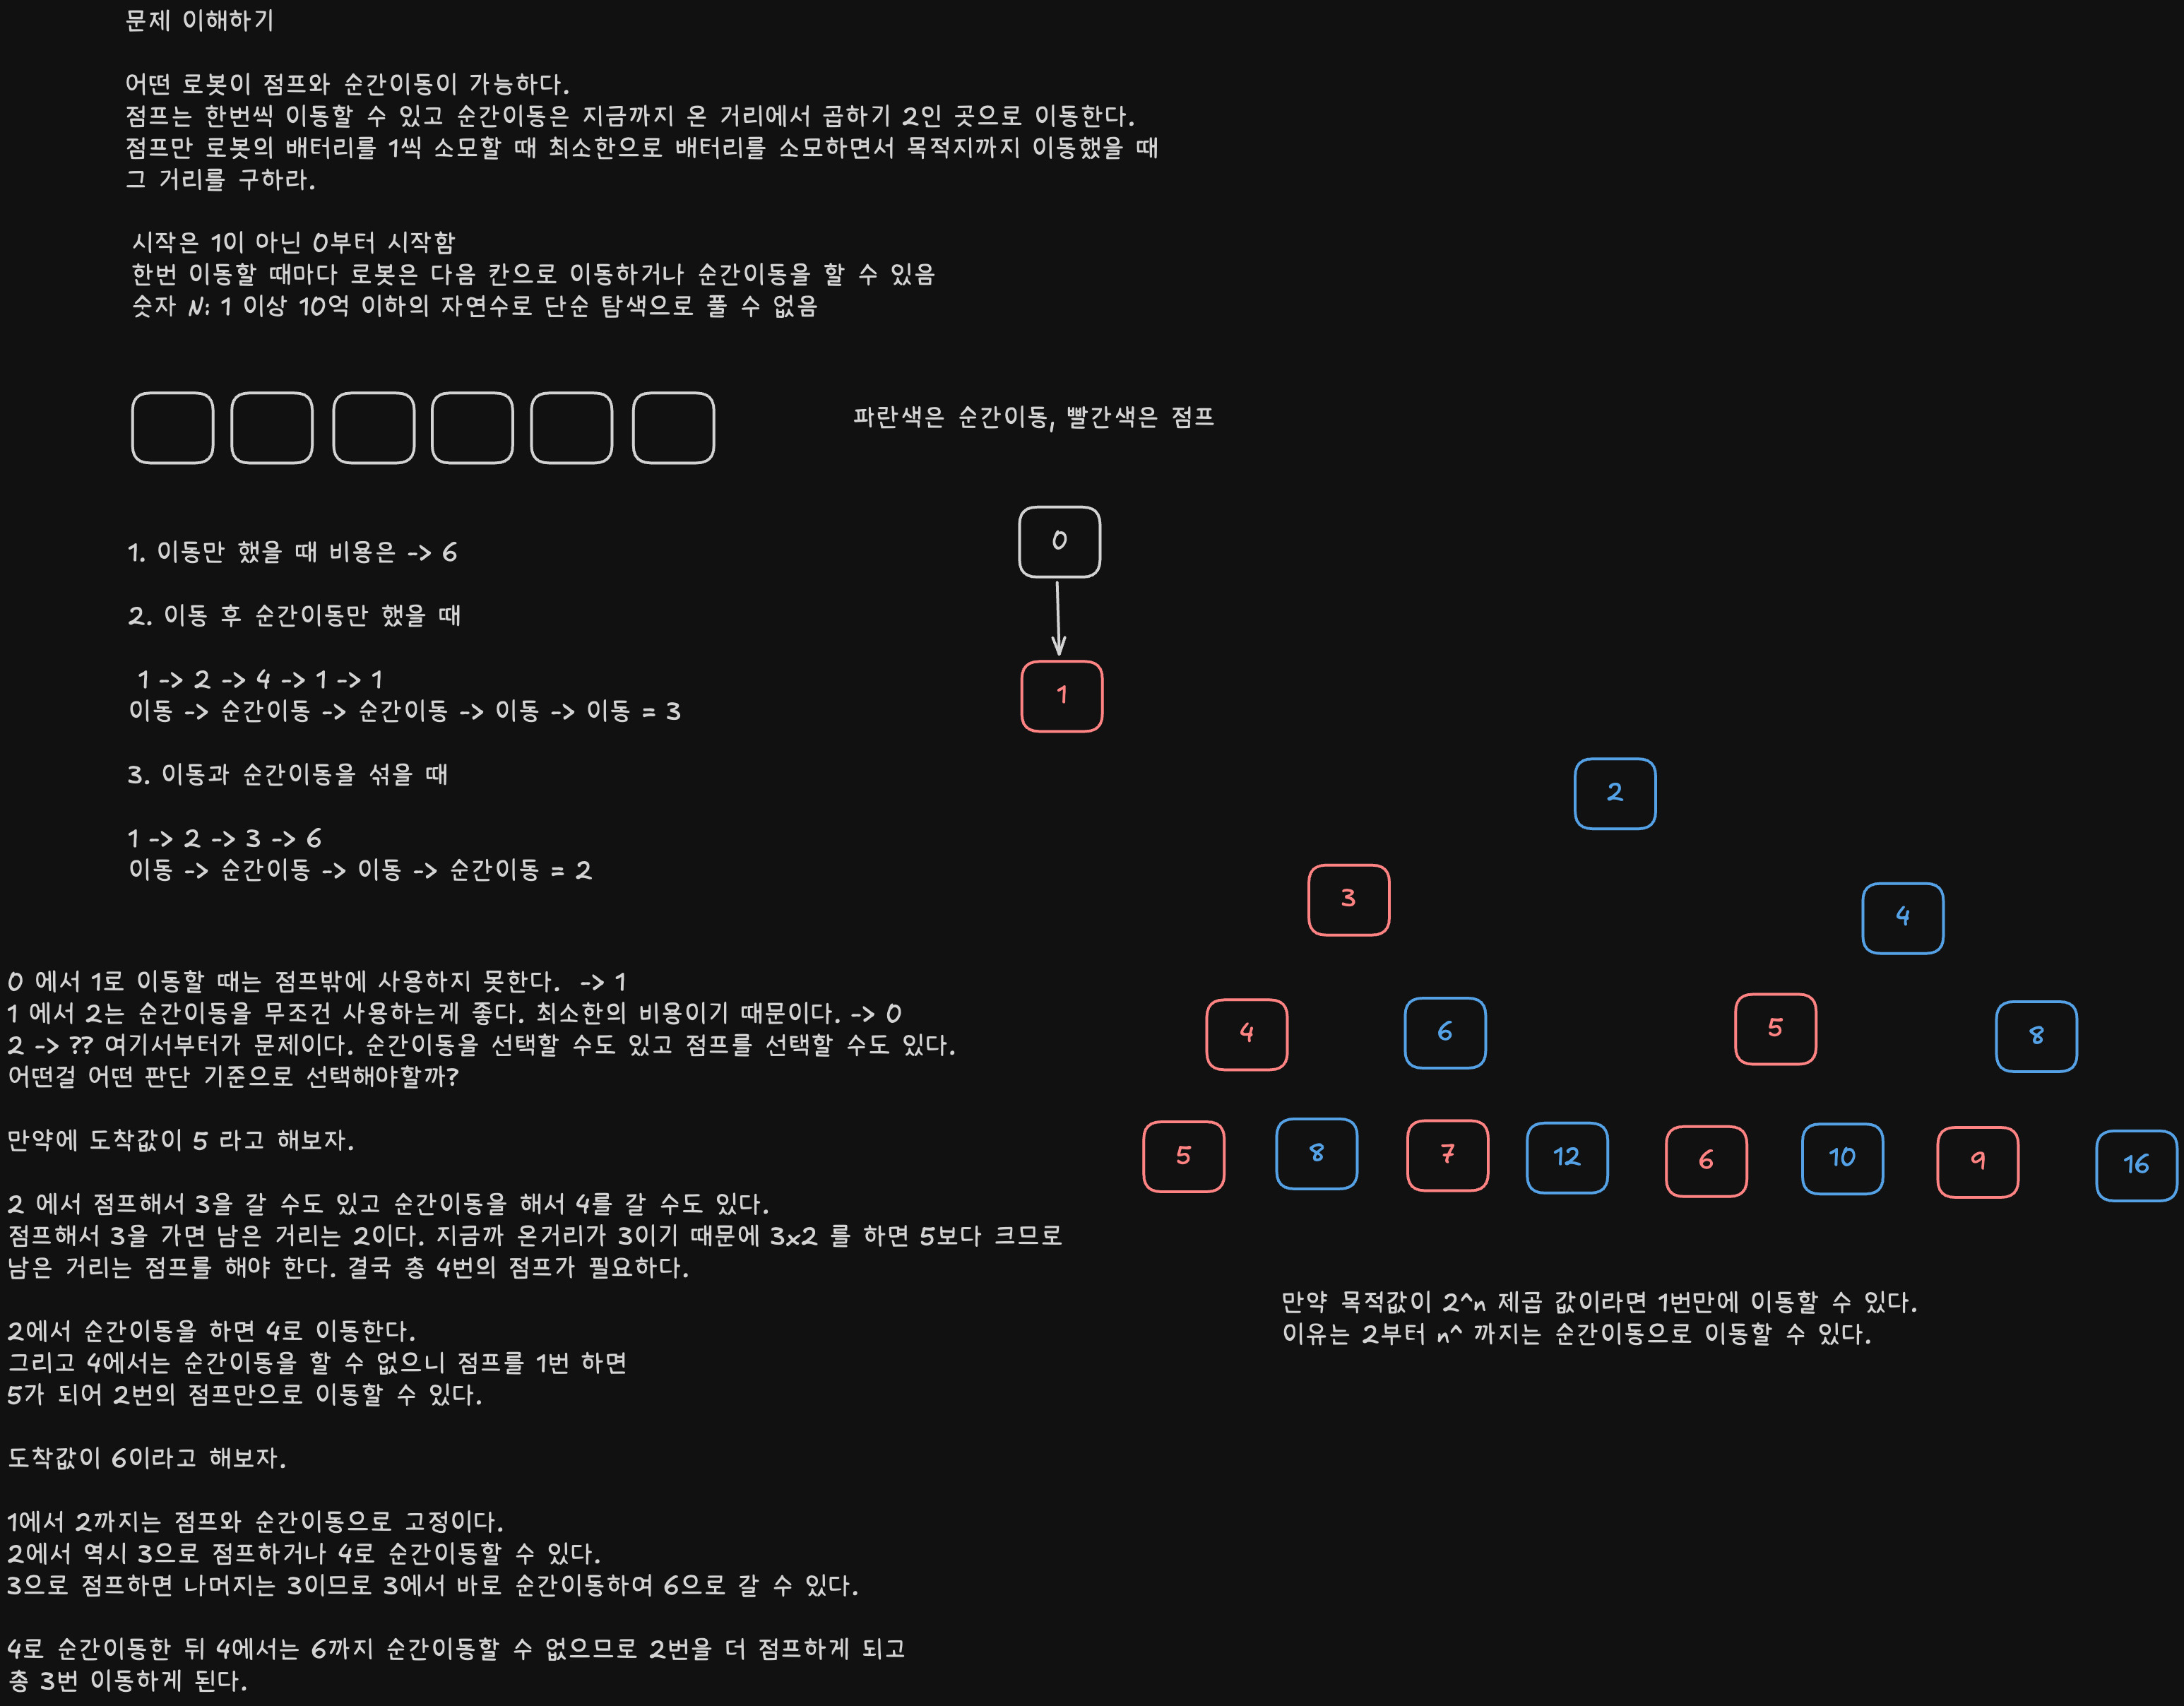 문제 이해하기
어떤 로봇이 점프와 순간이동이 가능하다.
점프는 한번씩 이동할 수 있고 순간이동은 지금까지 온 거리에서 곱하기 2인 곳으로 이동한다.
점프만 로봇의 배터리를 1씩 소모할 때 최소한으로 배터리를 소모하면서 목적지까지 이동했을 때
그 거리를 구하라.
시작은 1이 아닌 0부터 시작함
한번 이동할 때마다 로봇은 다음 칸으로 이동하거나 순간이동을 할 수 있음
숫자 N: 1 이상 10억 이하의 자연수로 단순 탐색으로 풀 수 없음
파란색은 순간이동, 빨간색은 점프
1. 이동만 했을 때 비용은 -> 6
2. 이동 후 순간이동만 했을 때
1 -> 2 -> 4 -> 1 -> 1
이동 -> 순간이동 -> 순간이동 -> 이동 -> 이동 = 3
3. 이동과 순간이동을 섞을 때
1 -> 2 -> 3 -> 6
이동 -> 순간이동 -> 이동 -> 순간이동 = 2
0 에서 1로 이동할 때는 점프밖에 사용하지 못한다. -> 1
1 에서 2는 순간이동을 무조건 사용하는게 좋다. 최소한의 비용이기 때문이다. -> 0
2 -> ?? 여기서부터가 문제이다. 순간이동을 선택할 수도 있고 점프를 선택할 수도 있다.
어떤걸 어떤 판단 기준으로 선택해야할까?
만약에 도착값이 5 라고 해보자.
2 에서 점프해서 3을 갈 수도 있고 순간이동을 해서 4를 갈 수도 있다.
점프해서 3을 가면 남은 거리는 2이다. 지금까 온거리가 3이기 때문에 3x2 를 하면 5보다 크므로
남은 거리는 점프를 해야 한다. 결국 총 4번의 점프가 필요하다.
2에서 순간이동을 하면 4로 이동한다.
그리고 4에서는 순간이동을 할 수 없으니 점프를 1번 하면
5가 되어 2번의 점프만으로 이동할 수 있다.
도착값이 6이라고 해보자.
1에서 2까지는 점프와 순간이동으로 고정이다.
2에서 역시 3으로 점프하거나 4로 순간이동할 수 있다.
3으로 점프하면 나머지는 3이므로 3에서 바로 순간이동하여 6으로 갈 수 있다.
4로 순간이동한 뒤 4에서는 6까지 순간이동할 수 없으므로 2번을 더 점프하게 되고
총 3번 이동하게 된다.
0
1
2
3
4
4
6
5
8
5
8
7
12
6
10
9
16
만약 목적값이 2^n 제곱 값이라면 1번만에 이동할 수 있다.
이유는 2부터 n^ 까지는 순간이동으로 이동할 수 있다.